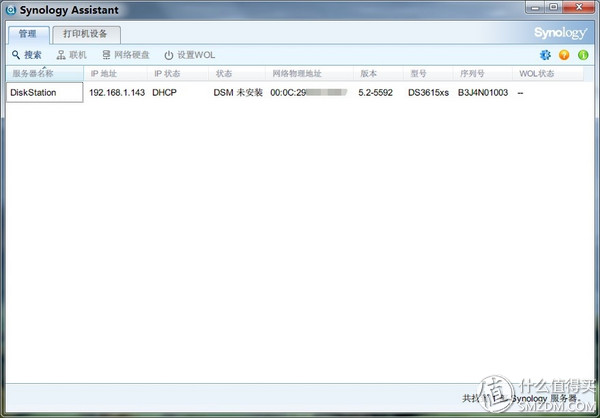 Synology Assistant
管理 打印机设备 Synology
搜索 联机 网络硬盘 设置WOL
服务器名称 IP 地址 IP 状态 状态 网络物理地址 版本 型号 序列号 WOL状态
DiskStation 192.168.1.143 DHCP DSM 未安装 00:0C:29 5.2-5592 DS3615xs B3J4N01003 --
共找 Synology 服务器。
值 什么值得买
SMZDM.COM